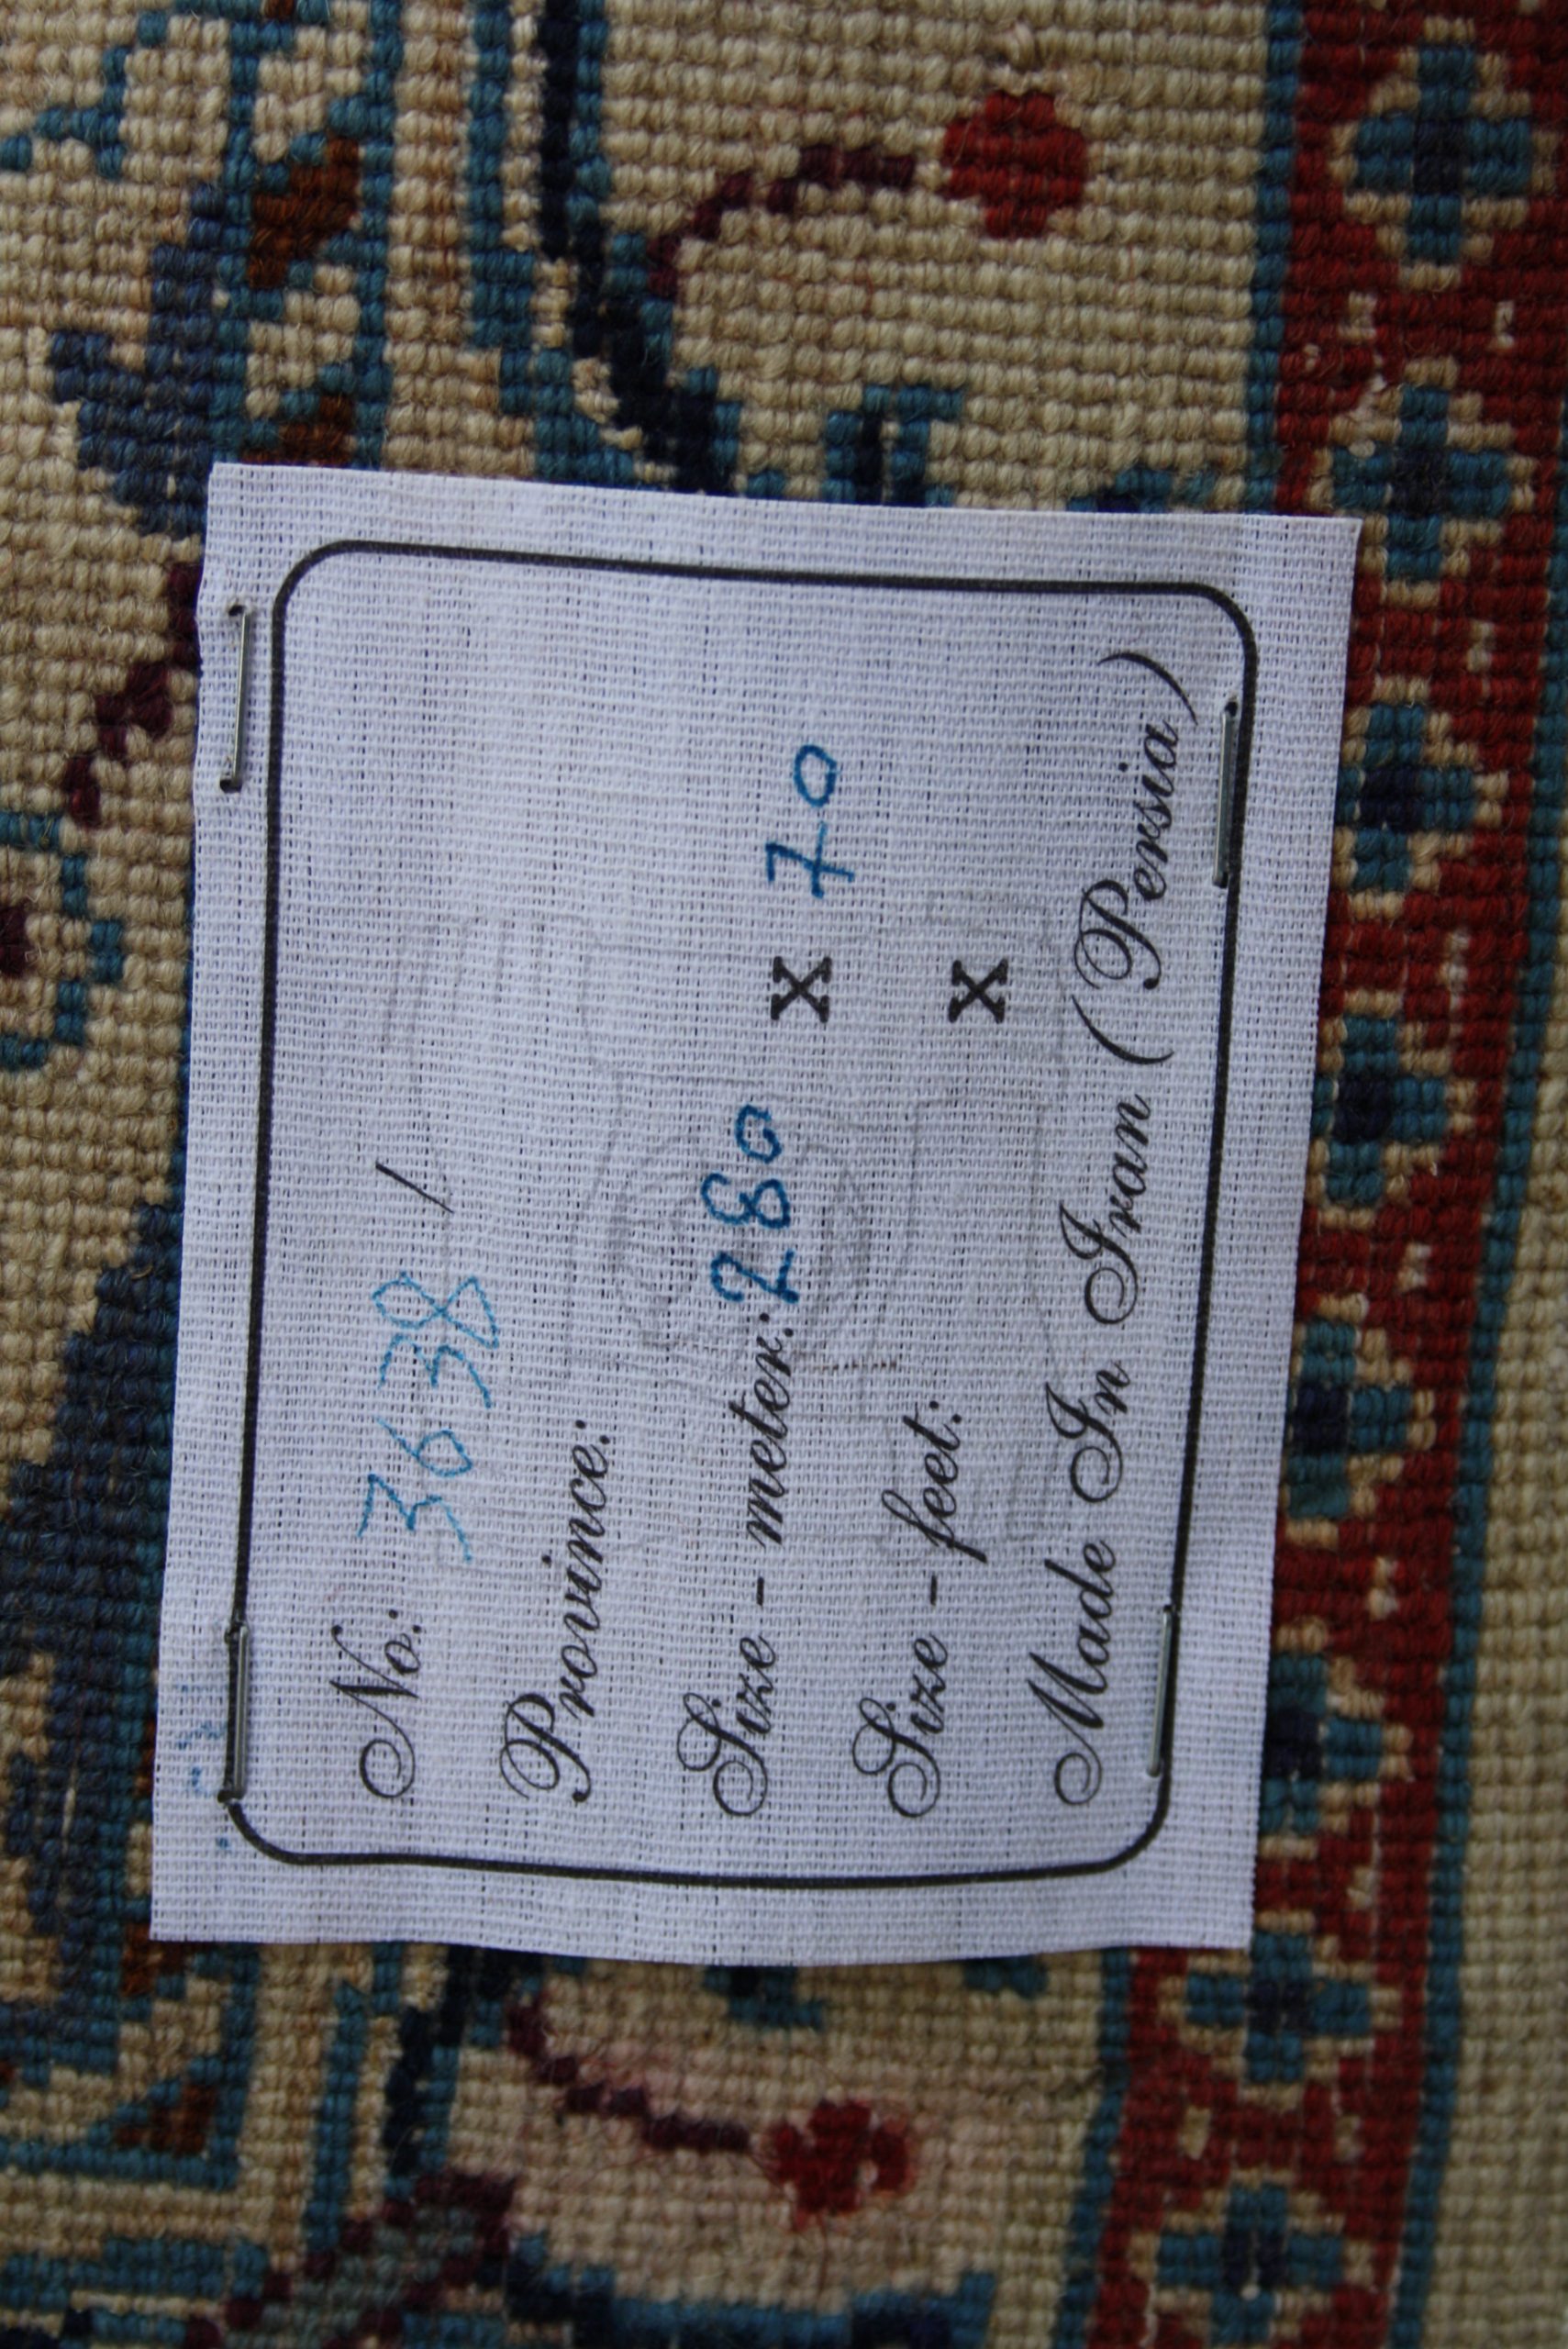 No: 3638 /
Province:
Size - meter: 280 x 70
Size - feet: x
Made In Iran ( Persia )